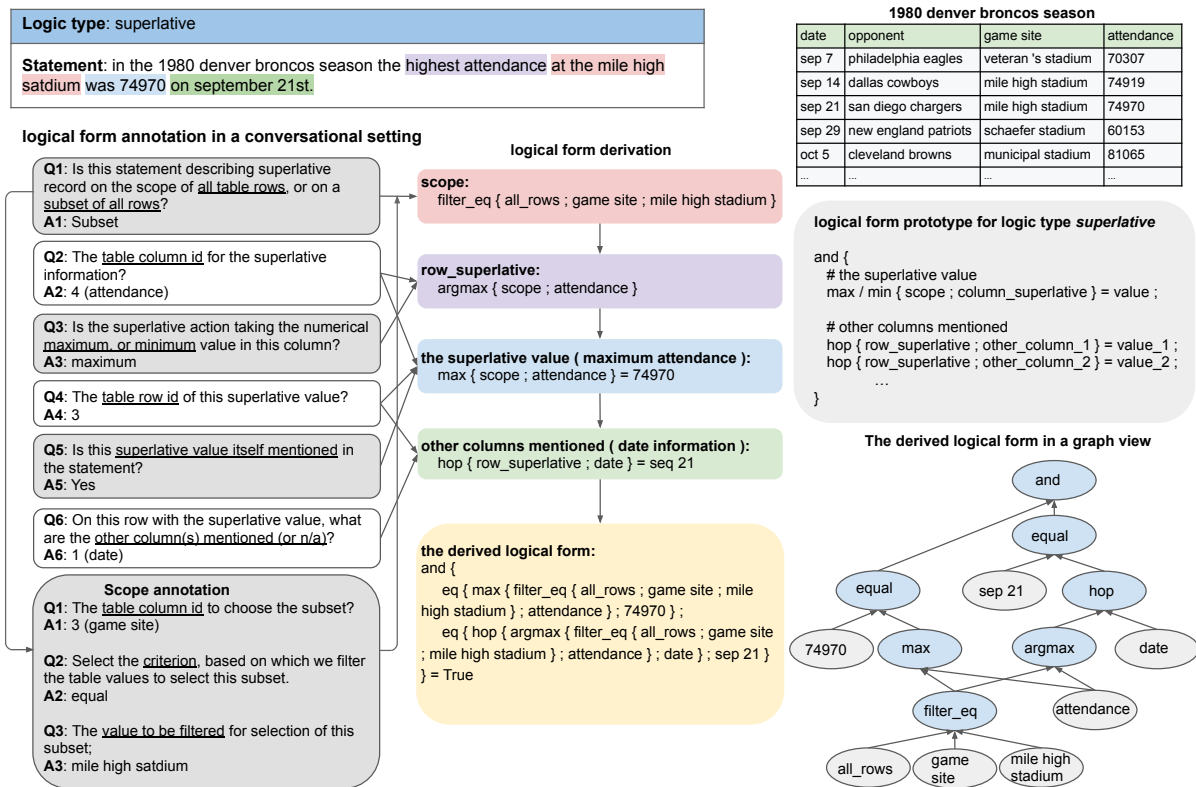 Logic type: superlative
Statement: in the 1980 denver broncos season the highest attendance at the mile high
satdium was 74970 on september 21st.
logical form annotation in a conversational setting
Q1: Is this statement describing superlative
record on the scope of all table rows, or on a
subset of all rows?
A1: Subset
Q2: The table column id for the superlative
information?
A2: 4 (attendance)
Q3: Is the superlative action taking the numerical
maximum, or minimum value in this column?
A3: maximum
Q4: The table row id of this superlative value?
A4: 3
Q5: Is this superlative value itself mentioned in
the statement?
A5: Yes
Q6: On this row with the superlative value, what
are the other column(s) mentioned (or n/a)?
A6: 1 (date)
Scope annotation
Q1: The table column id to choose the subset?
A1: 3 (game site)
Q2: Select the criterion, based on which we filter
the table values to select this subset.
A2: equal
Q3: The value to be filtered for selection of this
subset;
A3: mile high satdium
logical form derivation
scope:
filter_eq { all_rows ; game site ; mile high stadium }
row_superlative:
argmax { scope ; attendance }
the superlative value ( maximum attendance ):
max { scope ; attendance } = 74970
other columns mentioned ( date information ):
hop { row_superlative ; date } = seq 21
the derived logical form:
and {
eq { max { filter_eq { all_rows ; game site ; mile
high stadium } ; attendance } ; 74970 } ;
eq { hop { argmax { filter_eq { all_rows ; game site
; mile high stadium } ; attendance } ; date } ; sep 21 }
} = True
1980 denver broncos season
date opponent game site attendance
sep 7 philadelphia eagles veteran 's stadium 70307
sep 14 dallas cowboys mile high stadium 74919
sep 21 san diego chargers mile high stadium 74970
sep 29 new england patriots schaefer stadium 60153
oct 5 cleveland browns municipal stadium 81065
... ... ... ...
logical form prototype for logic type superlative
and {
# the superlative value
max / min { scope ; column_superlative } = value ;
# other columns mentioned
hop { row_superlative ; other_column_1 } = value_1 ;
hop { row_superlative ; other_column_2 } = value_2 ;
...
}
The derived logical form in a graph view
and
equal
equal
sep 21
hop
74970
max
argmax
date
filter_eq
attendance
all_rows
game
site
mile high
stadium